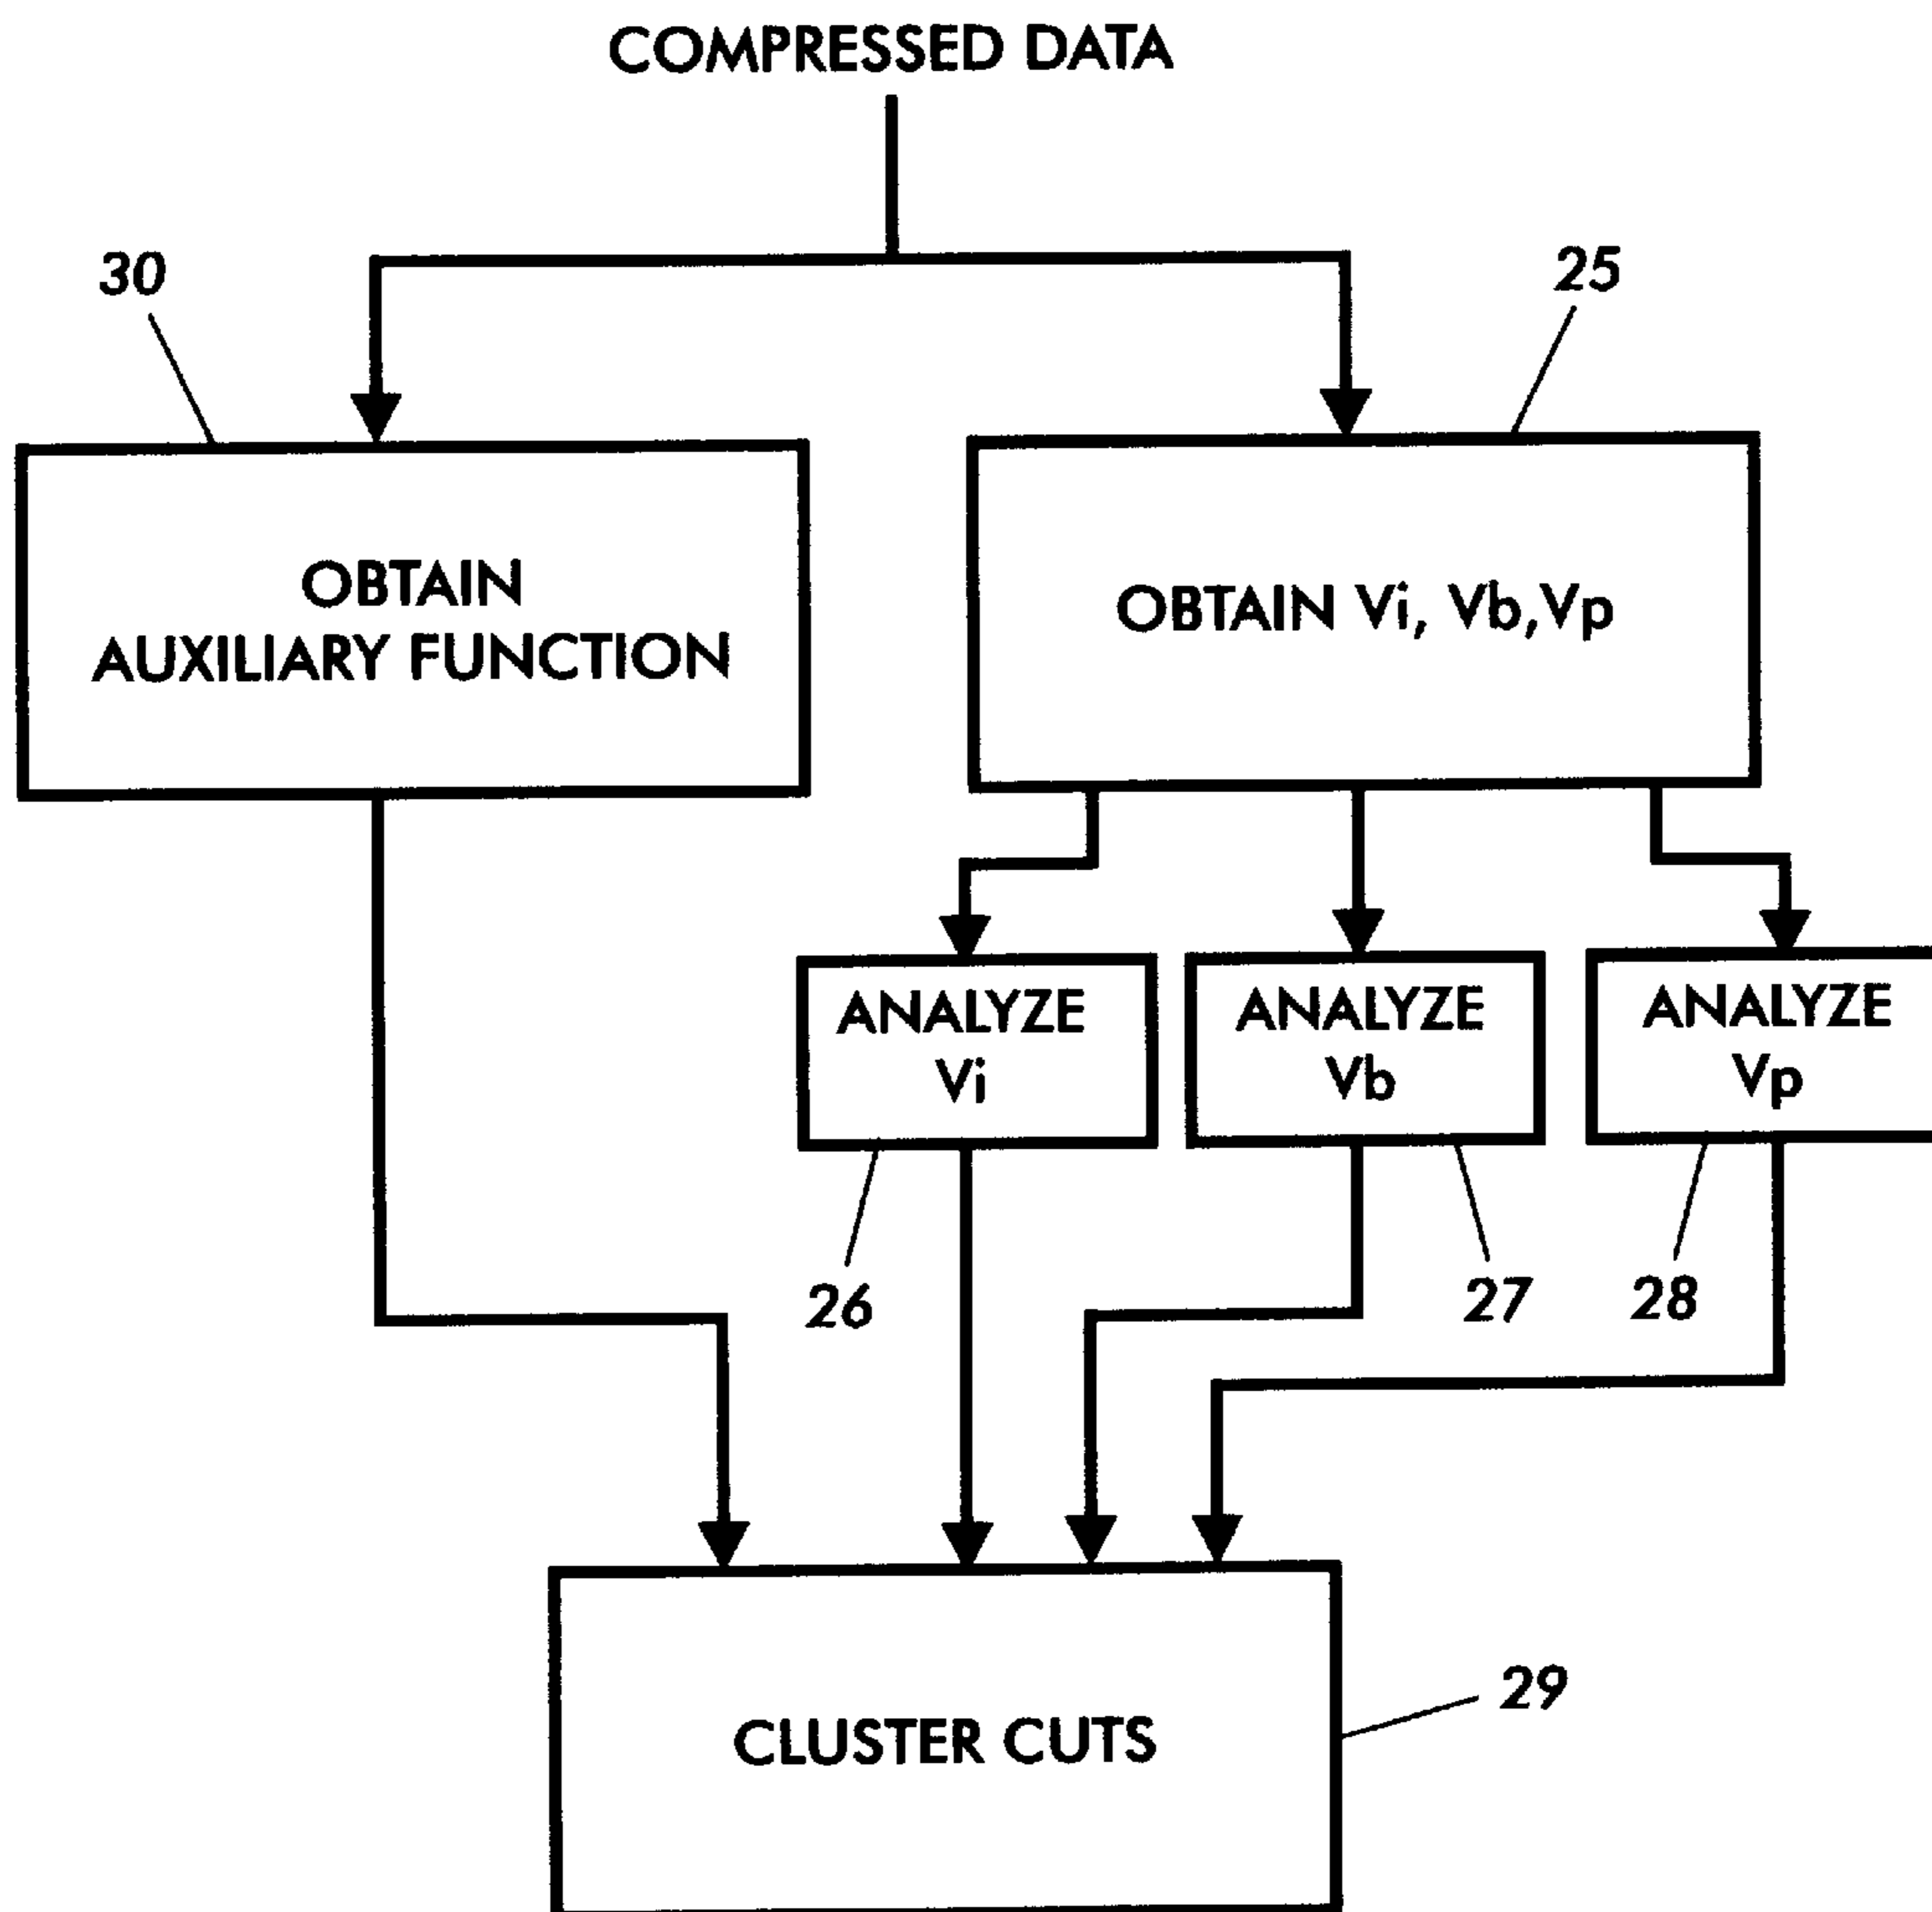 COMPRESSED DATA
30
25
OBTAIN
AUXILIARY FUNCTION
OBTAIN Vi, Vb,Vp
ANALYZE
Vi
ANALYZE
Vb
ANALYZE
Vp
26
27
28
CLUSTER CUTS
29